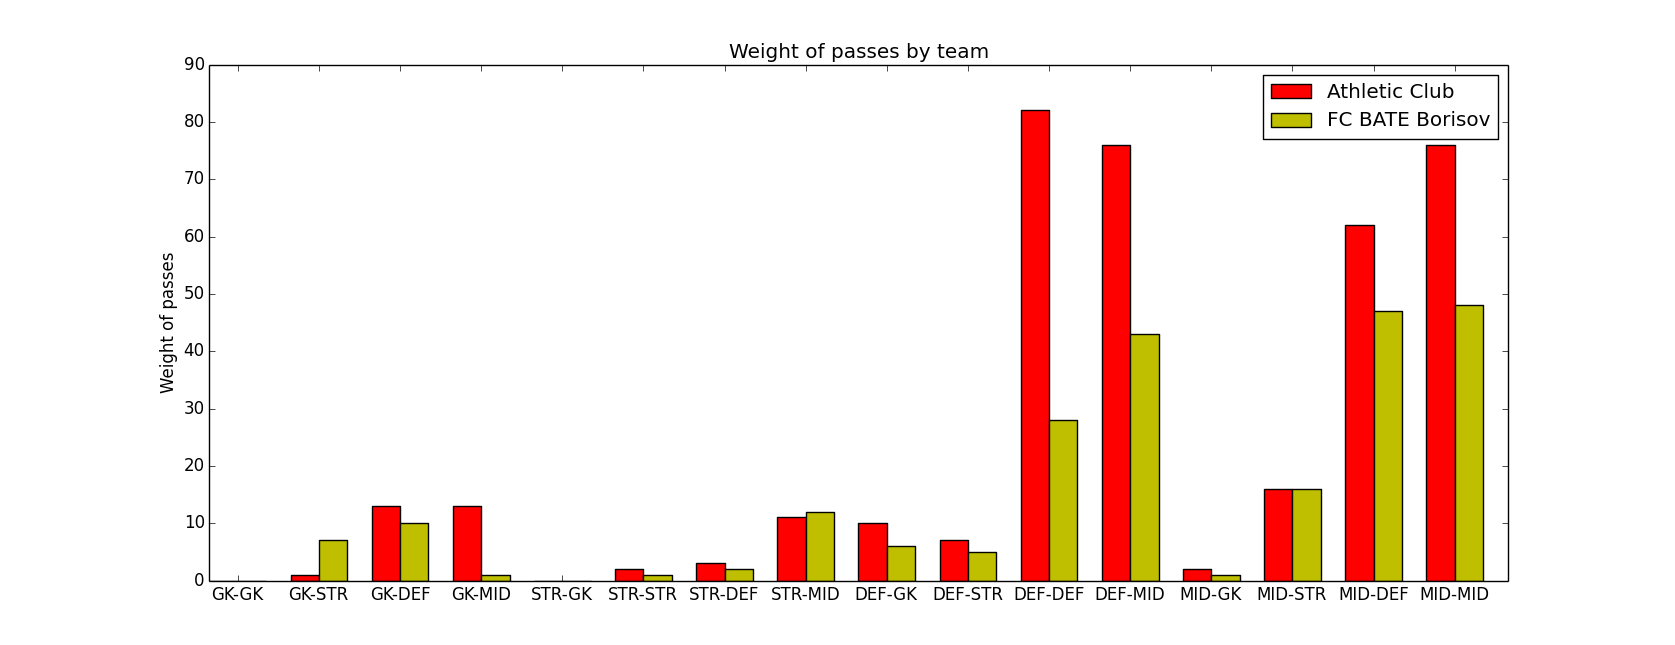 Weight of passes by team
Athletic Club
FC BATE Borisov
Weight of passes
90
80
70
60
50
40
30
20
10
0
GK-GK GK-STR GK-DEF GK-MID STR-GK STR-STR STR-DEF STR-MID DEF-GK DEF-STR DEF-DEF DEF-MID MID-GK MID-STR MID-DEF MID-MID